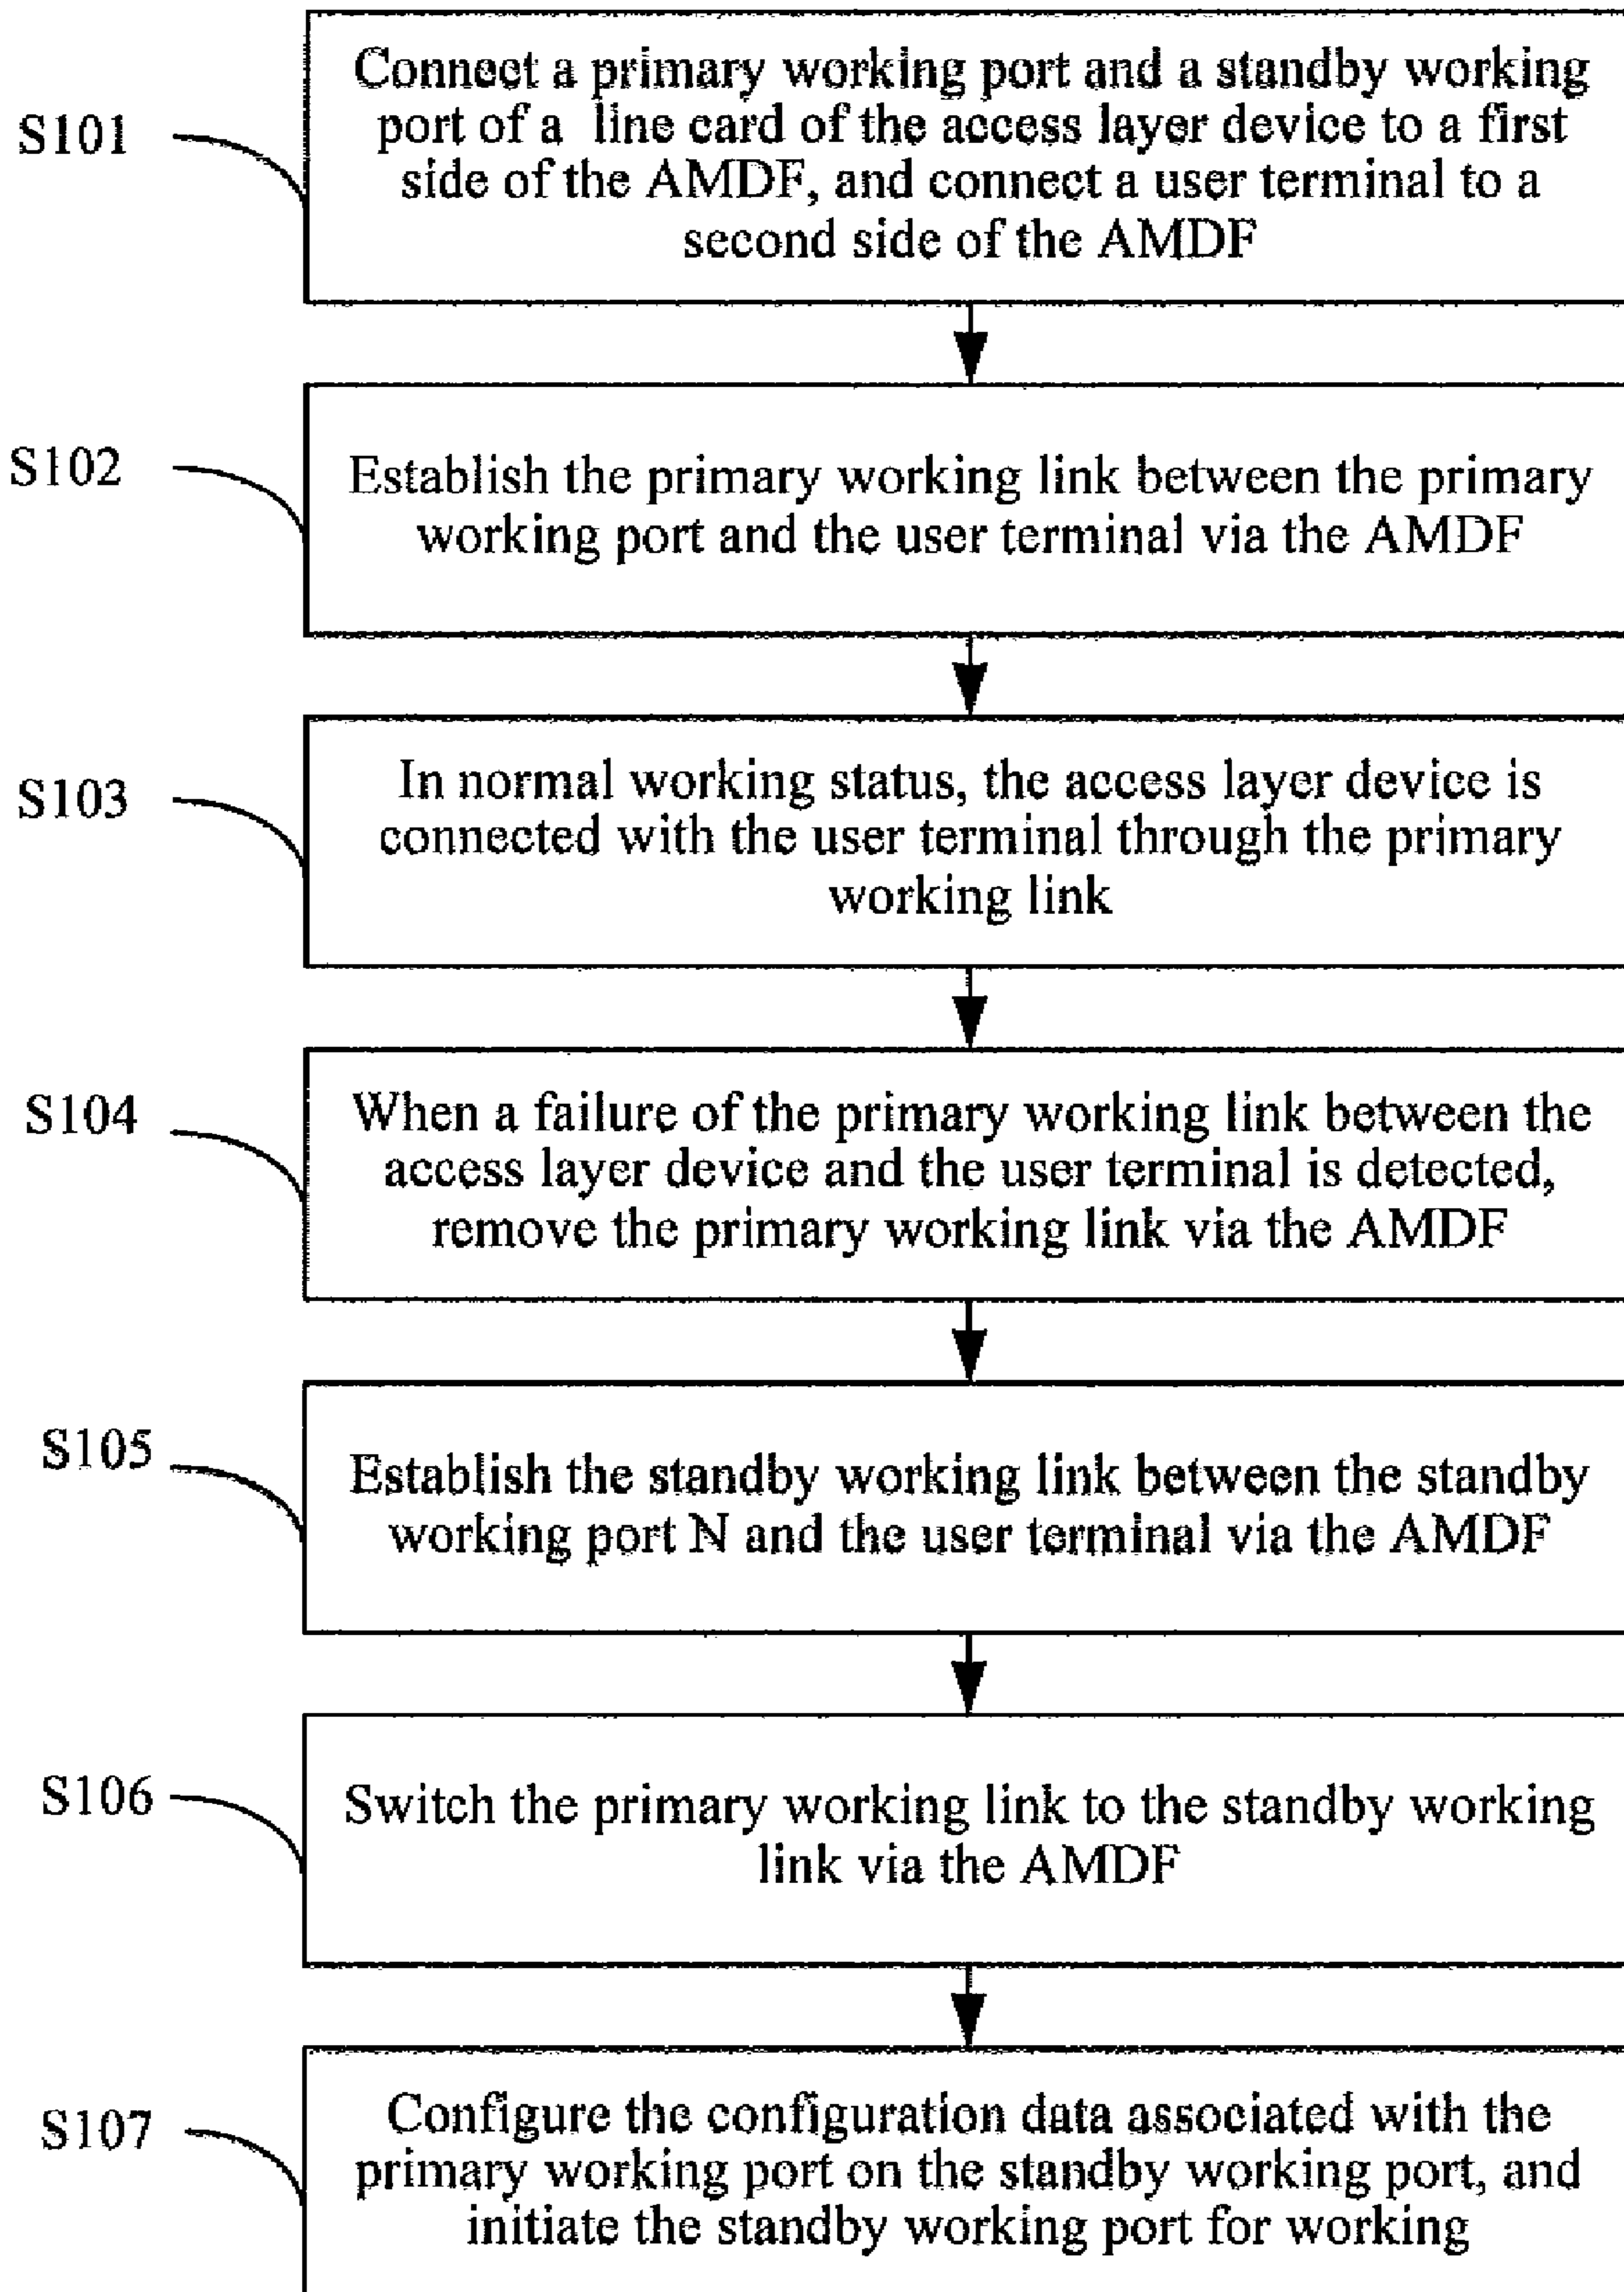 S101
Connect a primary working port and a standby working
port of a line card of the access layer device to a first
side of the AMDF, and connect a user terminal to a
second side of the AMDF
S102
Establish the primary working link between the primary
working port and the user terminal via the AMDF
S103
In normal working status, the access layer device is
connected with the user terminal through the primary
working link
S104
When a failure of the primary working link between the
access layer device and the user terminal is detected,
remove the primary working link via the AMDF
S105
Establish the standby working link between the standby
working port N and the user terminal via the AMDF
S106
Switch the primary working link to the standby working
link via the AMDF
S107
Configure the configuration data associated with the
primary working port on the standby working port, and
initiate the standby working port for working